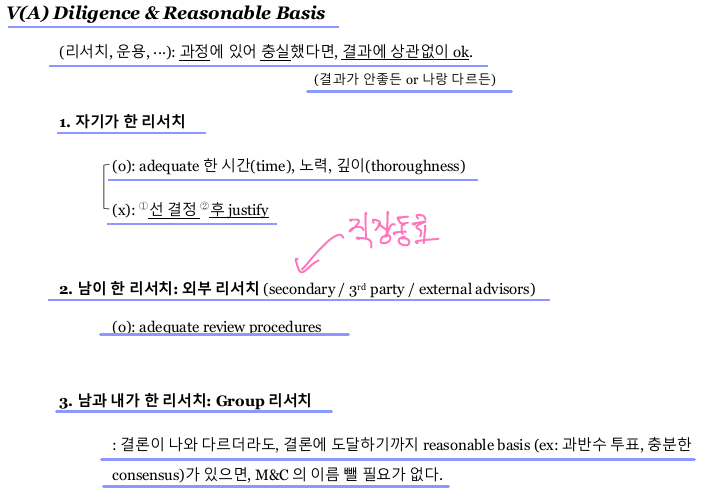 V(A) Diligence & Reasonable Basis
(리서치, 운용, …): 과정에 있어 충실했다면, 결과에 상관없이 ok.
(결과가 안좋든 or 나랑 다르든)
1. 자기가 한 리서치
(o): adequate 한 시간(time), 노력, 깊이(thoroughness)
(x): ①선 결정 ②후 justify
직장동료
2. 남이 한 리서치: 외부 리서치 (secondary / 3rd party / external advisors)
(o): adequate review procedures
3. 남과 내가 한 리서치: Group 리서치
: 결론이 나와 다르더라도, 결론에 도달하기까지 reasonable basis (ex: 과반수 투표, 충분한
consensus)가 있으면, M&C 의 이름 뺄 필요가 없다.